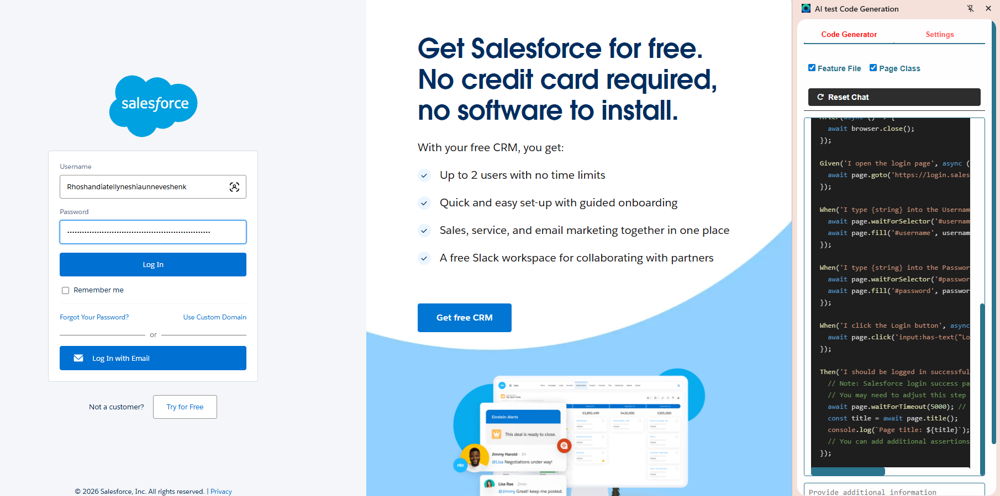 salesforce
Username
Rhoshandiatellyneshiaunneveshenk
Password
Log In
Remember me
Forgot Your Password?
Use Custom Domain
or
Log In with Email
Not a customer?
Try for Free
© 2026 Salesforce, Inc. All rights reserved. | Privacy
Get Salesforce for free.
No credit card required,
no software to install.
With your free CRM, you get:
Up to 2 users with no time limits
Quick and easy set-up with guided onboarding
Sales, service, and email marketing together in one place
A free Slack workspace for collaborating with partners
Get free CRM
nto
Sales
My Open Deals
$3,892,499
$420,000
$355,000
Einstein Alerts
This deal is ready to close.
Jimmy Harold · 1h
@Lisa Negotiations under way!
nto
Lisa Rae 2min
@Jimmy Great! keep me posted.
AI test Code Generation
Code Generator
Settings
Feature File
Page Class
Reset Chat
After(async () => {
await browser.close();
});
Given('I open the login page', async (
await page.goto('https://login.sales
});
When('I type {string} into the Usernam
await page.waitForSelector('#usernam
await page.fill('#username', usernam
});
When('I type {string} into the Passwor
await page.waitForSelector('#passwor
await page.fill('#password', passwor
});
When('I click the Login button', async
await page.click('input:has-text("Lo
});
Then('I should be logged in successful
// Note: Salesforce login success pa
// You may need to adjust this step
await page.waitForTimeout(5000); //
const title = await page.title();
console.log(`Page title: ${title}`);
// You can add additional assertions
});
Provide additional information